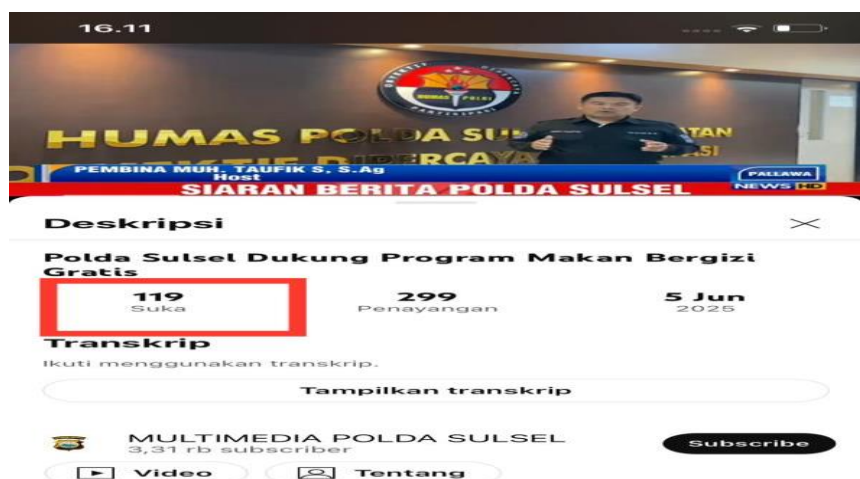 16.11
HUMAS POLDA SUL
PEMBINA MUH. TAUFIK S, S.Ag
Host
PALLAWA
NEWS HD
SIARAN BERITA POLDA SULSEL
Deskripsi
Polda Sulsel Dukung Program Makan Bergizi
Gratis
119 299 5 Jun
Suka Penayangan 2025
Transkrip
Ikuti menggunakan transkrip.
Tampilkan transkrip
MULTIMEDIA POLDA SULSEL
3,31 rb subscriber
Subscribe
Video Tentang